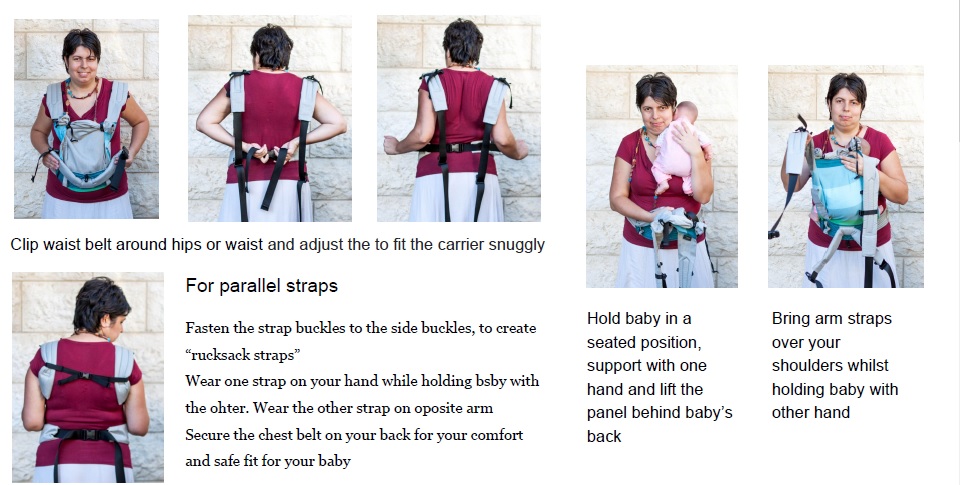 Clip waist belt around hips or waist and adjust the to fit the carrier snuggly
For parallel straps
Fasten the strap buckles to the side buckles, to create
“rucksack straps”
Wear one strap on your hand while holding bsby with
the ohter. Wear the other strap on oposite arm
Secure the chest belt on your back for your comfort
and safe fit for your baby
Hold baby in a
seated position,
support with one
hand and lift the
panel behind baby’s
back
Bring arm straps
over your
shoulders whilst
holding baby with
other hand